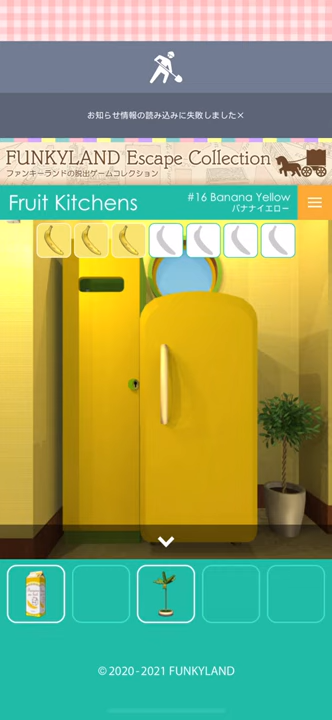 お知らせ情報の読み込みに失敗しました×
FUNKYLAND Escape Collection
ファンキーランドの脱出ゲームコレクション
Fruit Kitchens
#16 Banana Yellow
バナナイエロー
© 2020-2021 FUNKYLAND